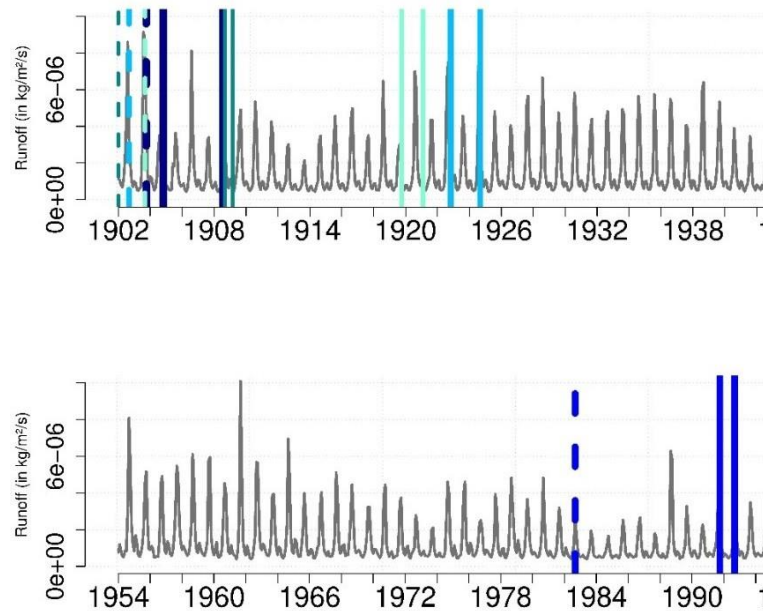 Runoff (in kg/m²/s)
6e-06
0e+00
1902 1908 1914 1920 1926 1932 1938
Runoff (in kg/m²/s)
6e-06
0e+00
1954 1960 1966 1972 1978 1984 1990